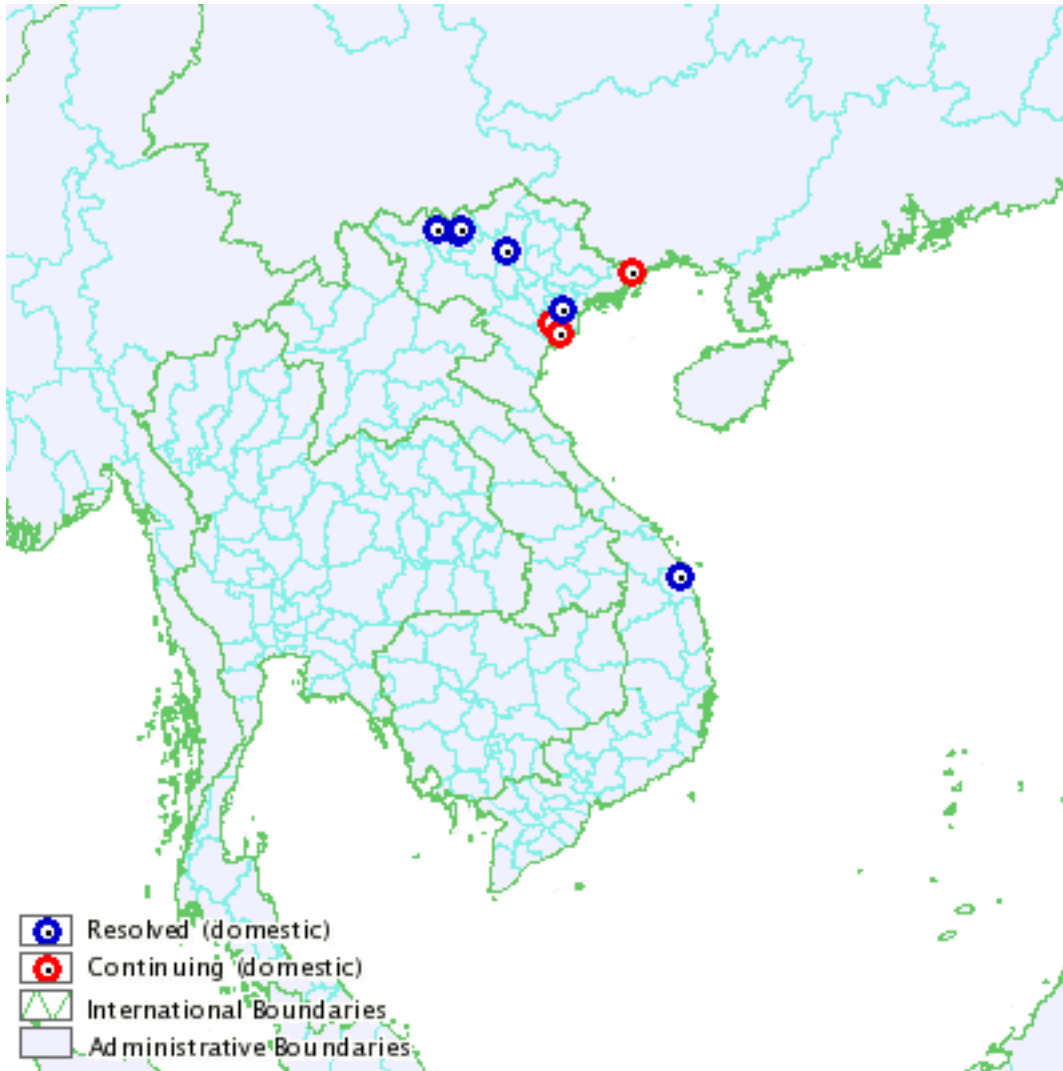 Resolved (domestic)
Continuing (domestic)
International Boundaries
Administrative Boundaries